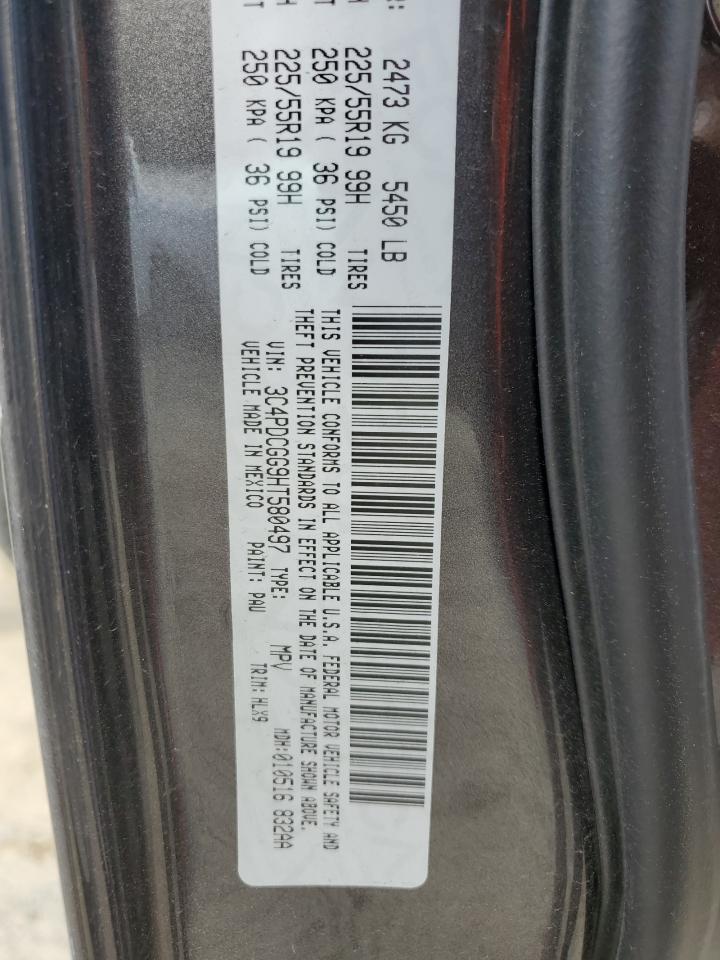 R: 2473 KG 5450 LB
225/55R19 99H TIRES
250 KPA ( 36 PSI) COLD
225/55R19 99H TIRES
250 KPA ( 36 PSI) COLD
THIS VEHICLE CONFORMS TO ALL APPLICABLE U.S.A. FEDERAL MOTOR VEHICLE SAFETY AND
THEFT PREVENTION STANDARDS IN EFFECT ON THE DATE OF MANUFACTURE SHOWN ABOVE.
VIN: 3C4PDCGG9HT580497 TYPE: MPV MDH:010516 832AA
VEHICLE MADE IN MEXICO PAINT: PAU TRIM: HLX9